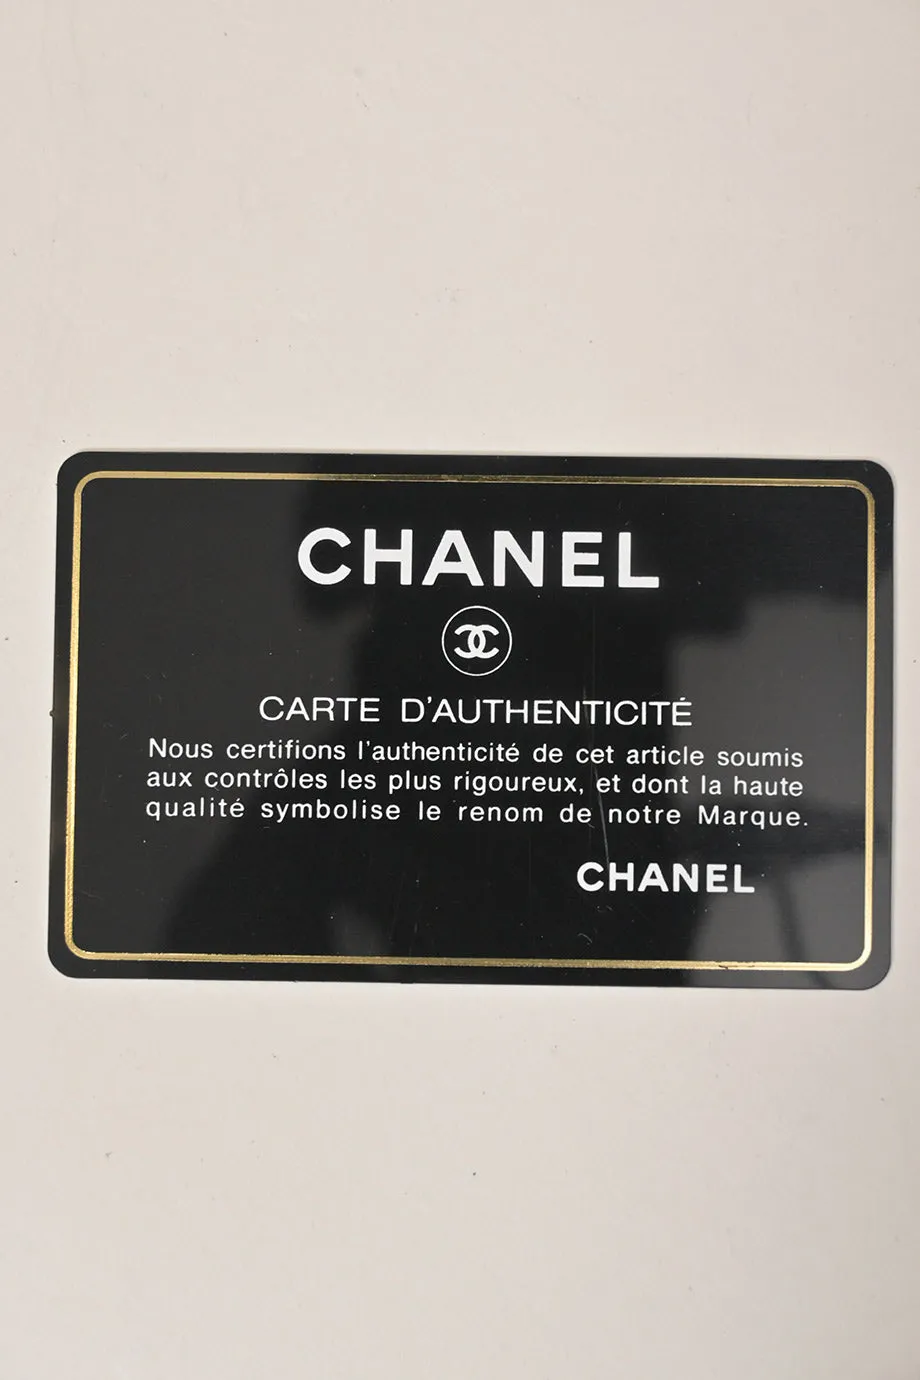 CHANEL
CARTE D'AUTHENTICITÉ
Nous certifions l'authenticité de cet article soumis
aux contrôles les plus rigoureux, et dont la haute
qualité symbolise le renom de notre Marque.
CHANEL